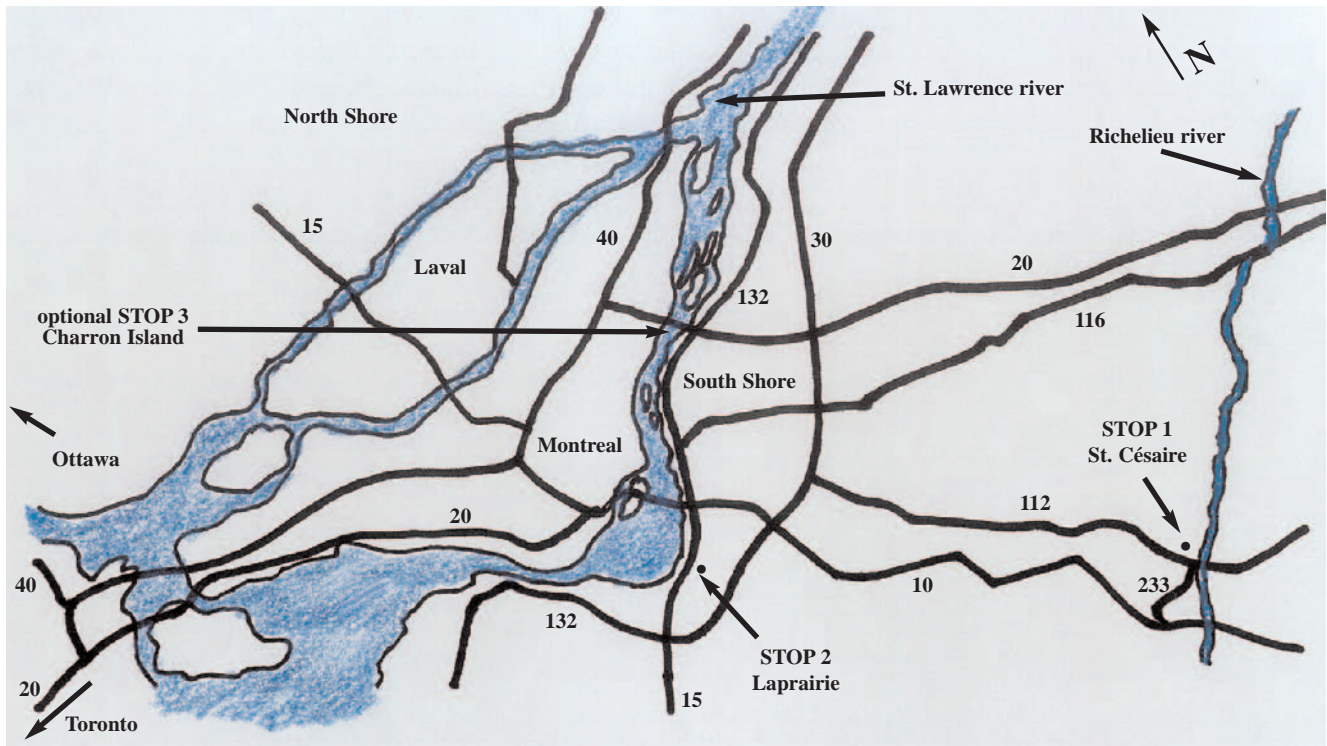 N
St. Lawrence river
North Shore
Richelieu river
15
40
30
Laval
20
132
optional STOP 3
Charron Island
116
South Shore
STOP 1
St. Césaire
Montreal
Ottawa
20
112
40
10
233
132
STOP 2
Laprairie
20
15
Toronto